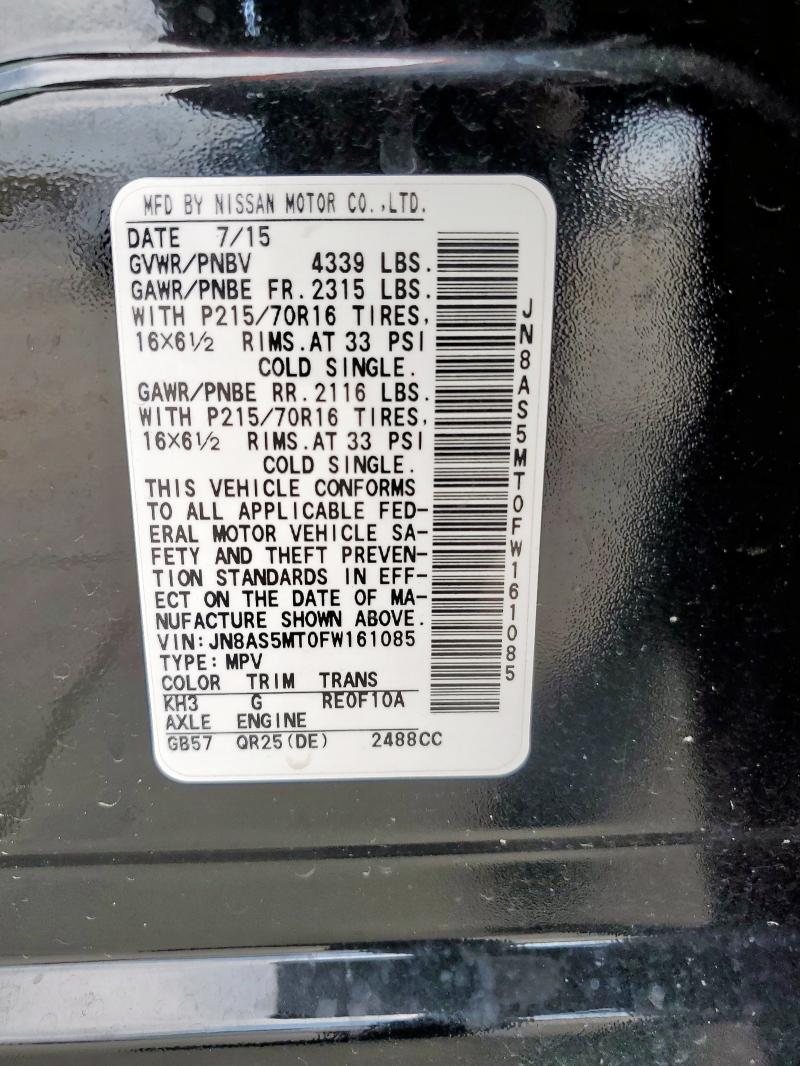 MFD BY NISSAN MOTOR CO.,LTD.
DATE 7/15
GVWR/PNBV 4339 LBS.
GAWR/PNBE FR. 2315 LBS.
WITH P215/70R16 TIRES,
16×6½ RIMS.AT 33 PSI
COLD SINGLE.
GAWR/PNBE RR. 2116 LBS.
WITH P215/70R16 TIRES,
16×6½ RIMS.AT 33 PSI
COLD SINGLE.
THIS VEHICLE CONFORMS
TO ALL APPLICABLE FED-
ERAL MOTOR VEHICLE SA-
FETY AND THEFT PREVEN-
TION STANDARDS IN EFF-
ECT ON THE DATE OF MA-
NUFACTURE SHOWN ABOVE.
VIN:JN8AS5MT0FW161085
TYPE:MPV
COLOR TRIM TRANS
KH3 G RE0F10A
AXLE ENGINE
GB57 QR25(DE) 2488CC
JN8AS5MT0FW161085